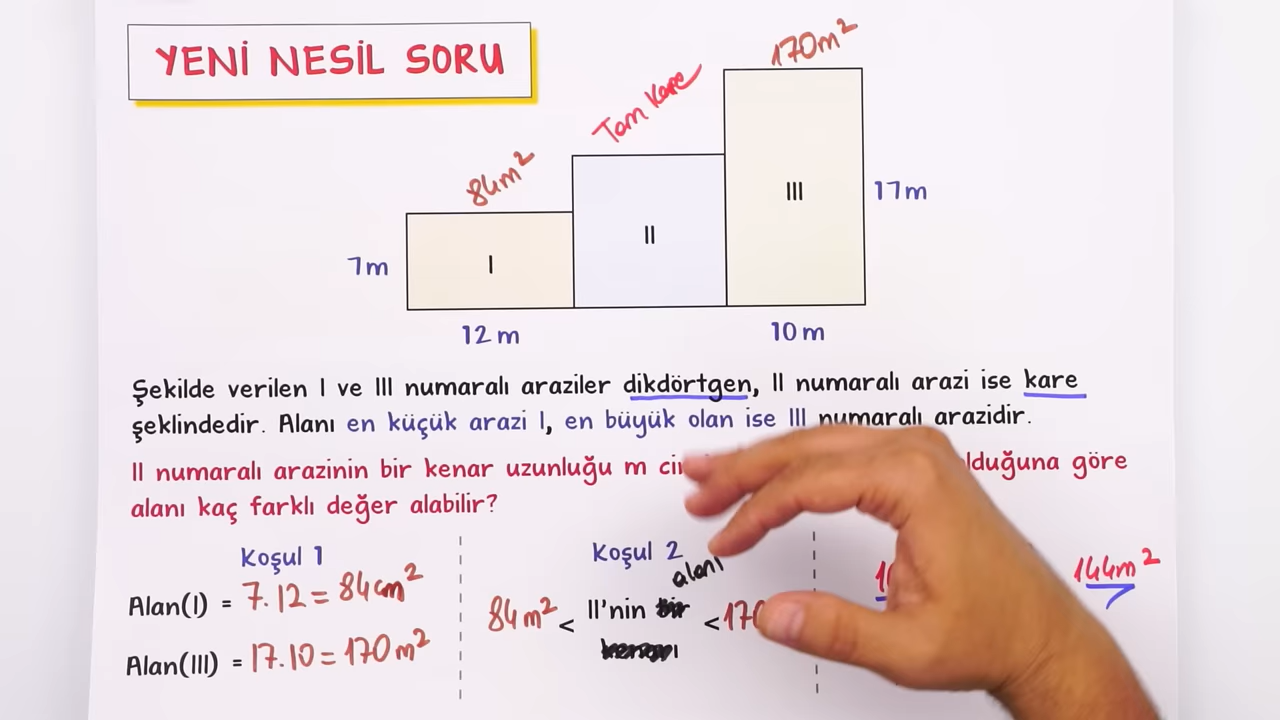 YENİ NESİL SORU
170m²
Tam Kare
84m²
III
17m
II
7m
I
12 m
10 m
Şekilde verilen I ve III numaralı araziler dikdörtgen, II numaralı arazi ise kare
şeklindedir. Alanı en küçük arazi I, en büyük olan ise III numaralı arazidir.
II numaralı arazinin bir kenar uzunluğu m olduğuna göre
alanı kaç farklı değer alabilir?
Koşul 1
Alan(I) = 7.12 = 84cm²
Alan(III) = 17.10 = 170m²
Koşul 2
alanı
84m² < II'nin bir < 170
kenarı
144m²